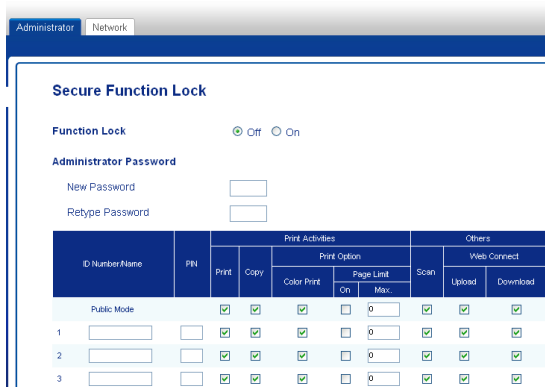 Administrator Network
Secure Function Lock
Function Lock Off On
Administrator Password
New Password
Retype Password
Print Activities Others
ID Number/Name PIN Print Copy Print Option Scan Web Connect
Color Print Page Limit Upload Download
On Max.
Public Mode 0
1 0
2 0
3 0